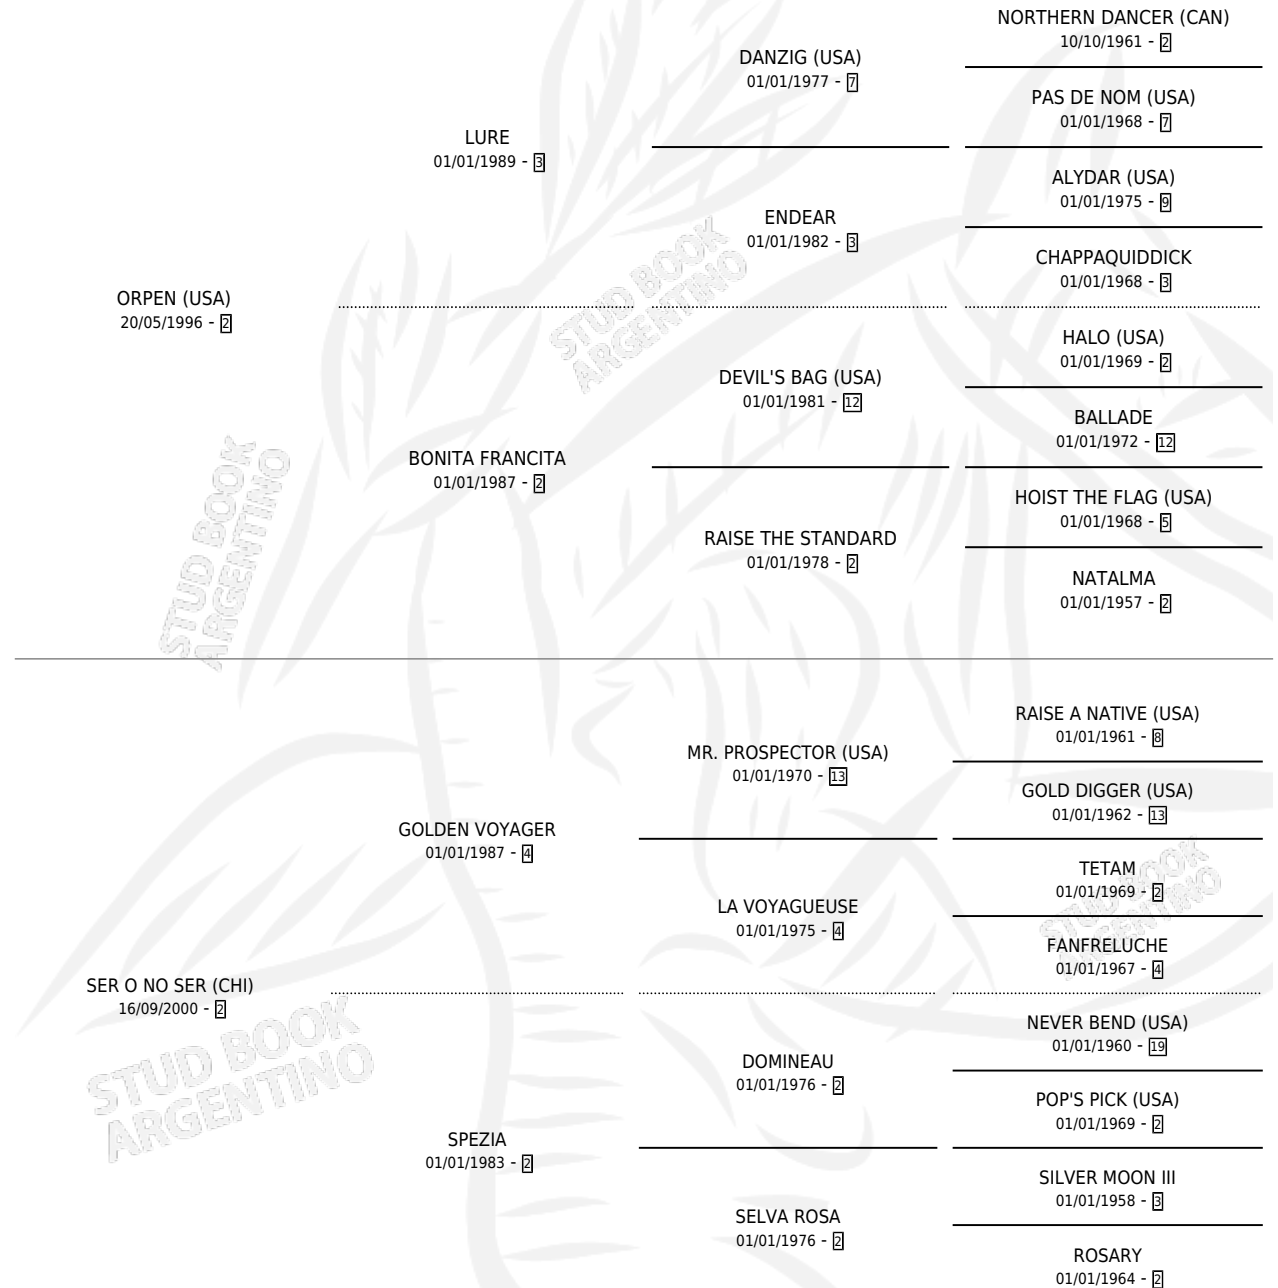 NORTHERN DANCER (CAN)
10/10/1961 - 2
DANZIG (USA)
01/01/1977 - 7
PAS DE NOM (USA)
01/01/1968 - 7
LURE
01/01/1989 - 3
ALYDAR (USA)
01/01/1975 - 9
ENDEAR
01/01/1982 - 3
CHAPPAQUIDDICK
01/01/1968 - 3
ORPEN (USA)
20/05/1996 - 2
STUD BOOK
ARGENTINO
HALO (USA)
01/01/1969 - 2
DEVIL'S BAG (USA)
01/01/1981 - 12
BALLADE
01/01/1972 - 12
BONITA FRANCITA
01/01/1987 - 2
HOIST THE FLAG (USA)
01/01/1968 - 5
RAISE THE STANDARD
01/01/1978 - 2
NATALMA
01/01/1957 - 2
STUD BOOK
ARGENTINO
RAISE A NATIVE (USA)
01/01/1961 - 8
MR. PROSPECTOR (USA)
01/01/1970 - 13
GOLD DIGGER (USA)
01/01/1962 - 13
GOLDEN VOYAGER
01/01/1987 - 4
TETAM
01/01/1969 - 2
LA VOYAGUEUSE
01/01/1975 - 4
FANFRELUCHE
01/01/1967 - 4
STUD BOOK
ARGENTINO
SER O NO SER (CHI)
16/09/2000 - 2
NEVER BEND (USA)
01/01/1960 - 19
DOMINEAU
01/01/1976 - 2
POP'S PICK (USA)
01/01/1969 - 2
STUD BOOK
ARGENTINO
SPEZIA
01/01/1983 - 2
SILVER MOON III
01/01/1958 - 3
SELVA ROSA
01/01/1976 - 2
ROSARY
01/01/1964 - 2